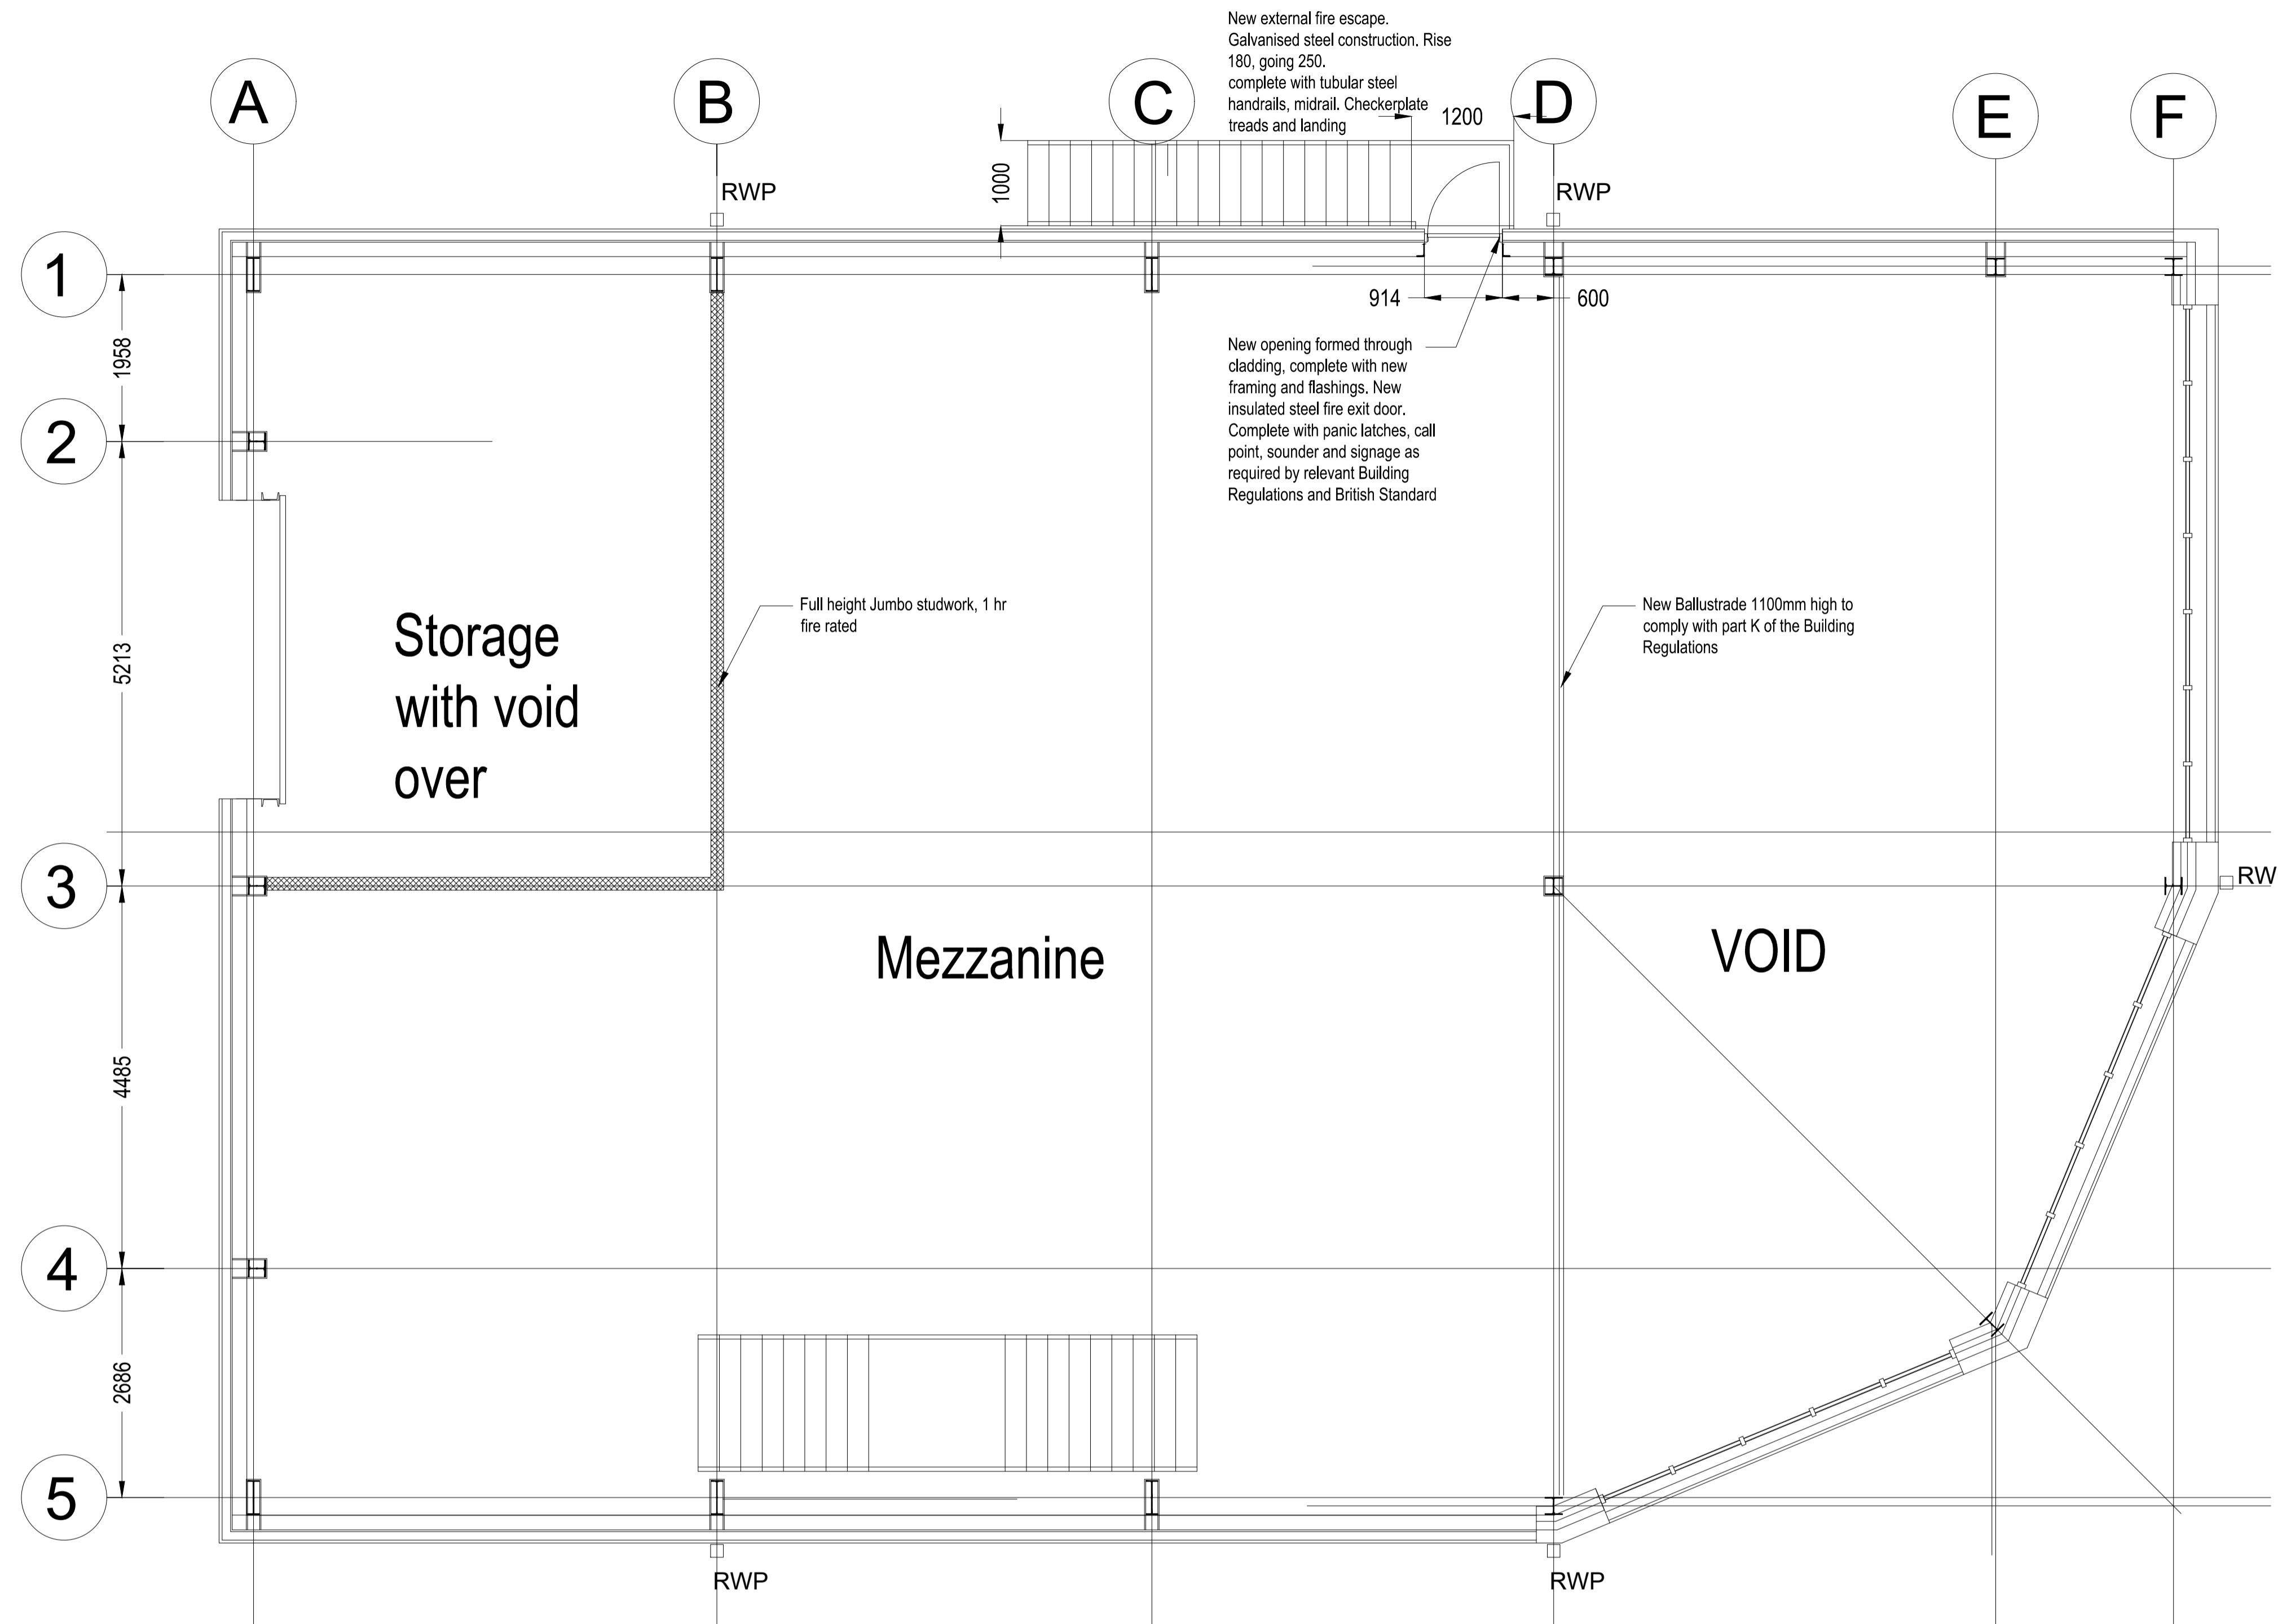 New external fire escape.
Galvanised steel construction. Rise
180, going 250.
complete with tubular steel
handrails, midrail. Checkerplate
treads and landing
A
B
C
D
E
F
1200
1000
RWP
RWP
1
914
600
1958
New opening formed through
cladding, complete with new
framing and flashings. New
insulated steel fire exit door.
Complete with panic latches, call
point, sounder and signage as
required by relevant Building
Regulations and British Standard
2
5213
Storage
with void
over
Full height Jumbo studwork, 1 hr
fire rated
New Ballustrade 1100mm high to
comply with part K of the Building
Regulations
3
RW
Mezzanine
VOID
4485
4
2686
5
RWP
RWP